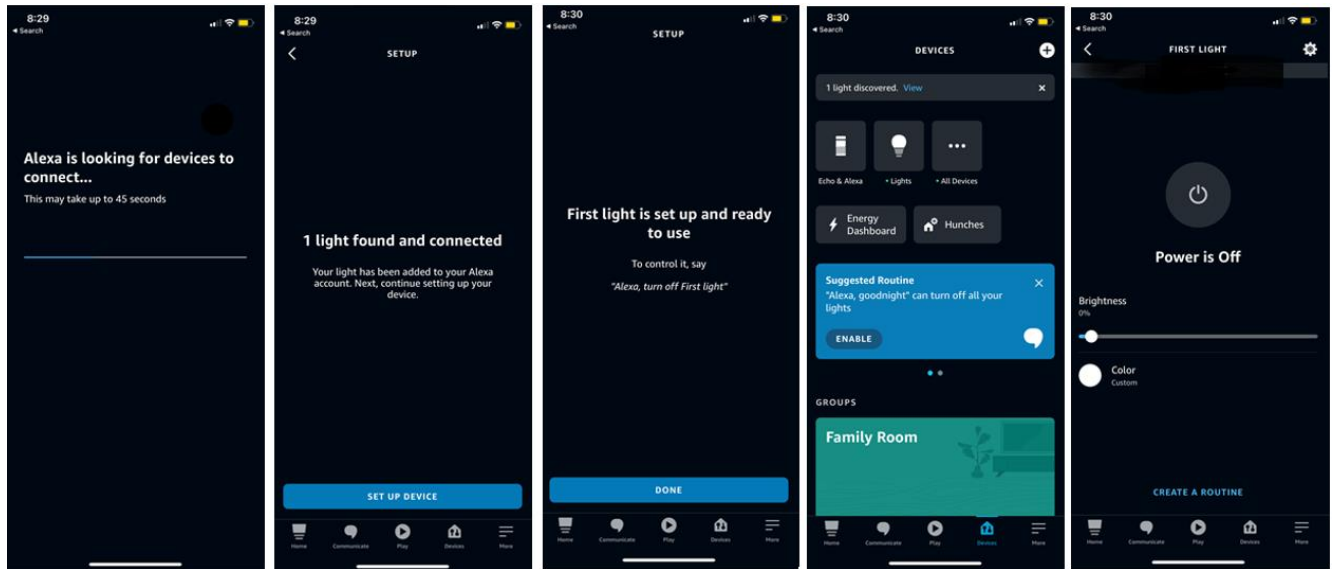 8:29
Search
Alexa is looking for devices to
connect...
This may take up to 45 seconds
8:29
Search
SETUP
1 light found and connected
Your light has been added to your Alexa
account. Next, continue setting up your
device.
SET UP DEVICE
Home Communicate Play Devices More
8:30
Search
SETUP
First light is set up and ready
to use
To control it, say
"Alexa, turn off First light"
DONE
Home Communicate Play Devices More
8:30
Search
DEVICES
1 light discovered. View
Echo & Alexa • Lights • All Devices
Energy
Dashboard
Hunches
Suggested Routine
"Alexa, goodnight" can turn off all your
lights
ENABLE
GROUPS
Family Room
Home Communicate Play Devices More
8:30
Search
FIRST LIGHT
Power is Off
Brightness
0%
Color
Custom
CREATE A ROUTINE
Home Communicate Play Devices More